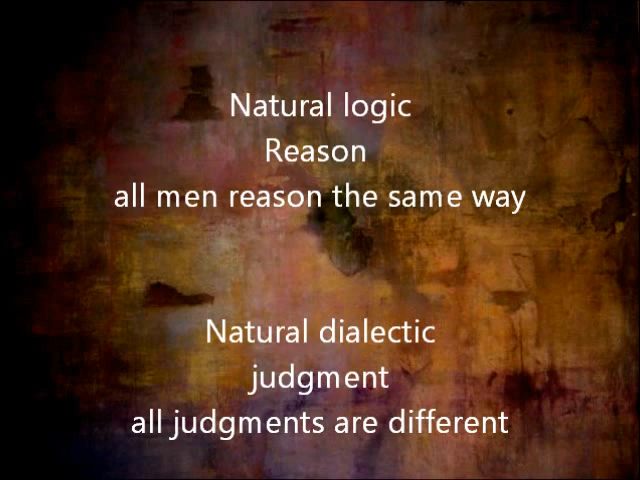 Natural logic
Reason
all men reason the same way
Natural dialectic
judgment
all judgments are different